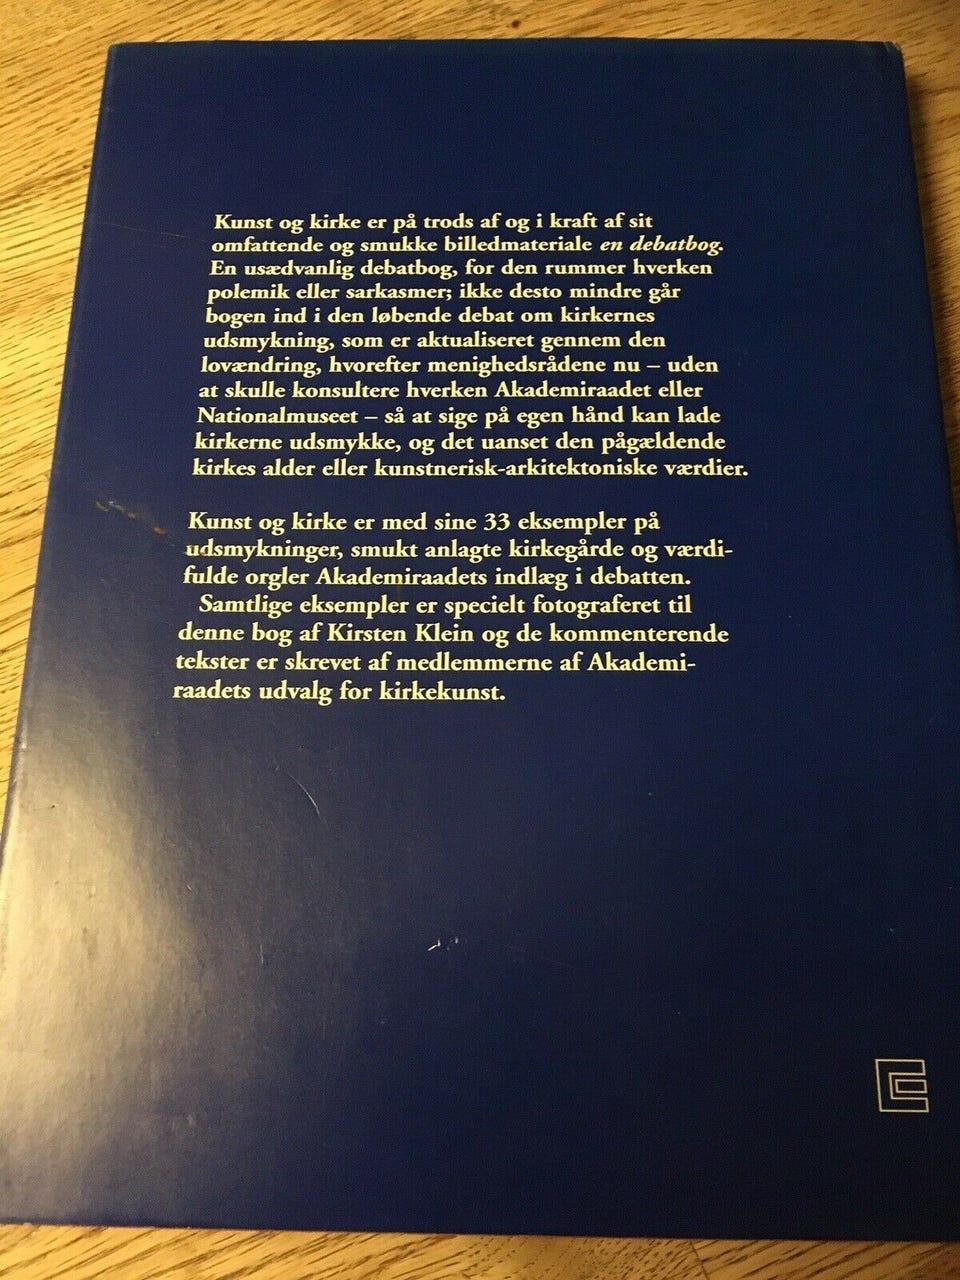 Kunst og kirke er på trods af og i kraft af sit
omfattende og smukke billedmateriale en debatbog.
En usædvanlig debatbog, for den rummer hverken
polemik eller sarkasmer; ikke desto mindre går
bogen ind i den løbende debat om kirkernes
udsmykning, som er aktualiseret gennem den
lovændring, hvorefter menighedsrådene nu – uden
at skulle konsultere hverken Akademiraadet eller
Nationalmuseet – så at sige på egen hånd kan lade
kirkerne udsmykke, og det uanset den pågældende
kirkes alder eller kunstnerisk-arkitektoniske værdier.
Kunst og kirke er med sine 33 eksempler på
udsmykninger, smukt anlagte kirkegårde og værdi-
fulde orgler Akademiraadets indlæg i debatten.
Samtlige eksempler er specielt fotograferet til
denne bog af Kirsten Klein og de kommenterende
tekster er skrevet af medlemmerne af Akademi-
raadets udvalg for kirkekunst.